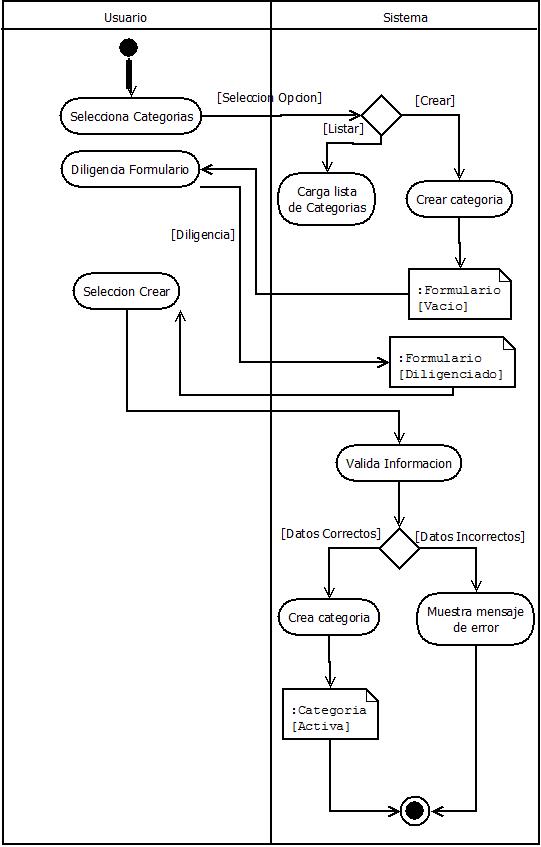 Usuario
Sistema
[Seleccion Opcion]
[Crear]
Selecciona Categorias
[Listar]
Diligencia Formulario
Carga lista
de Categorias
Crear categoria
[Diligencia]
Seleccion Crear
:Formulario
[Vacio]
:Formulario
[Diligenciado]
Valida Informacion
[Datos Correctos]
[Datos Incorrectos]
Crea categoria
Muestra mensaje
de error
:Categoria
[Activa]